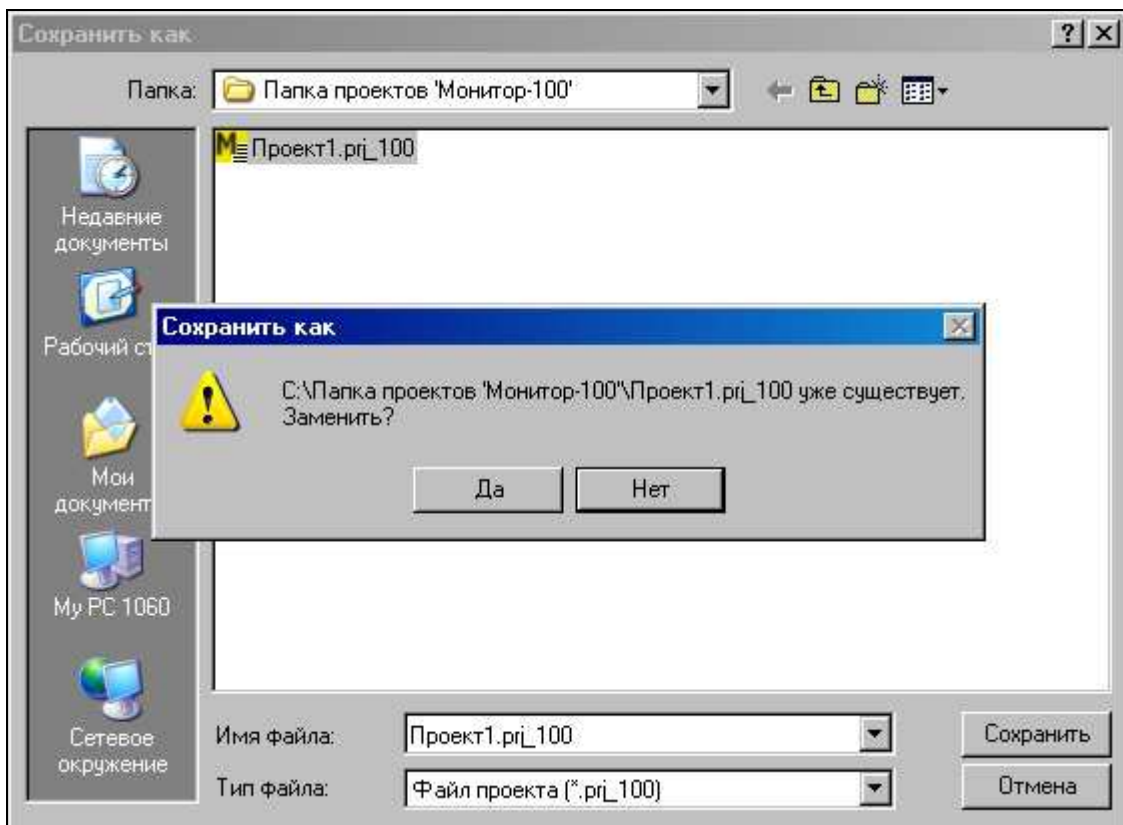 Сохранить как
Папка: Папка проектов 'Монитор-100'
Проект1.prj_100
Недавние
документы
Рабочий ст
Мои
документ
My PC 1060
Сетевое
окружение
Сохранить как
C:\Папка проектов 'Монитор-100'\Проект1.prj_100 уже существует.
Заменить?
Да Нет
Имя файла: Проект1.prj_100 Сохранить
Тип файла: Файл проекта (*.prj_100) Отмена